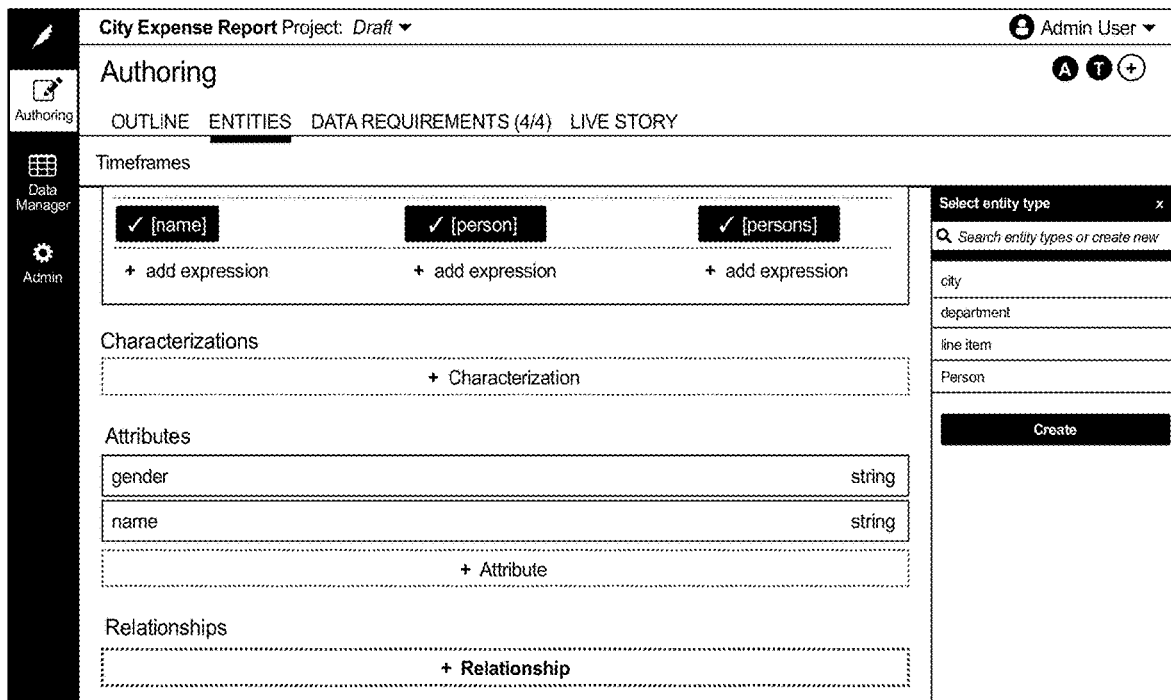 City Expense Report Project: Draft
Admin User
Authoring
A T +
Authoring
OUTLINE ENTITIES DATA REQUIREMENTS (4/4) LIVE STORY
Timeframes
Data
Manager
Admin
✓ [name] ✓ [person] ✓ [persons]
+ add expression + add expression + add expression
Characterizations
+ Characterization
Attributes
gender string
name string
+ Attribute
Relationships
+ Relationship
Select entity type x
Search entity types or create new
city
department
line item
Person
Create